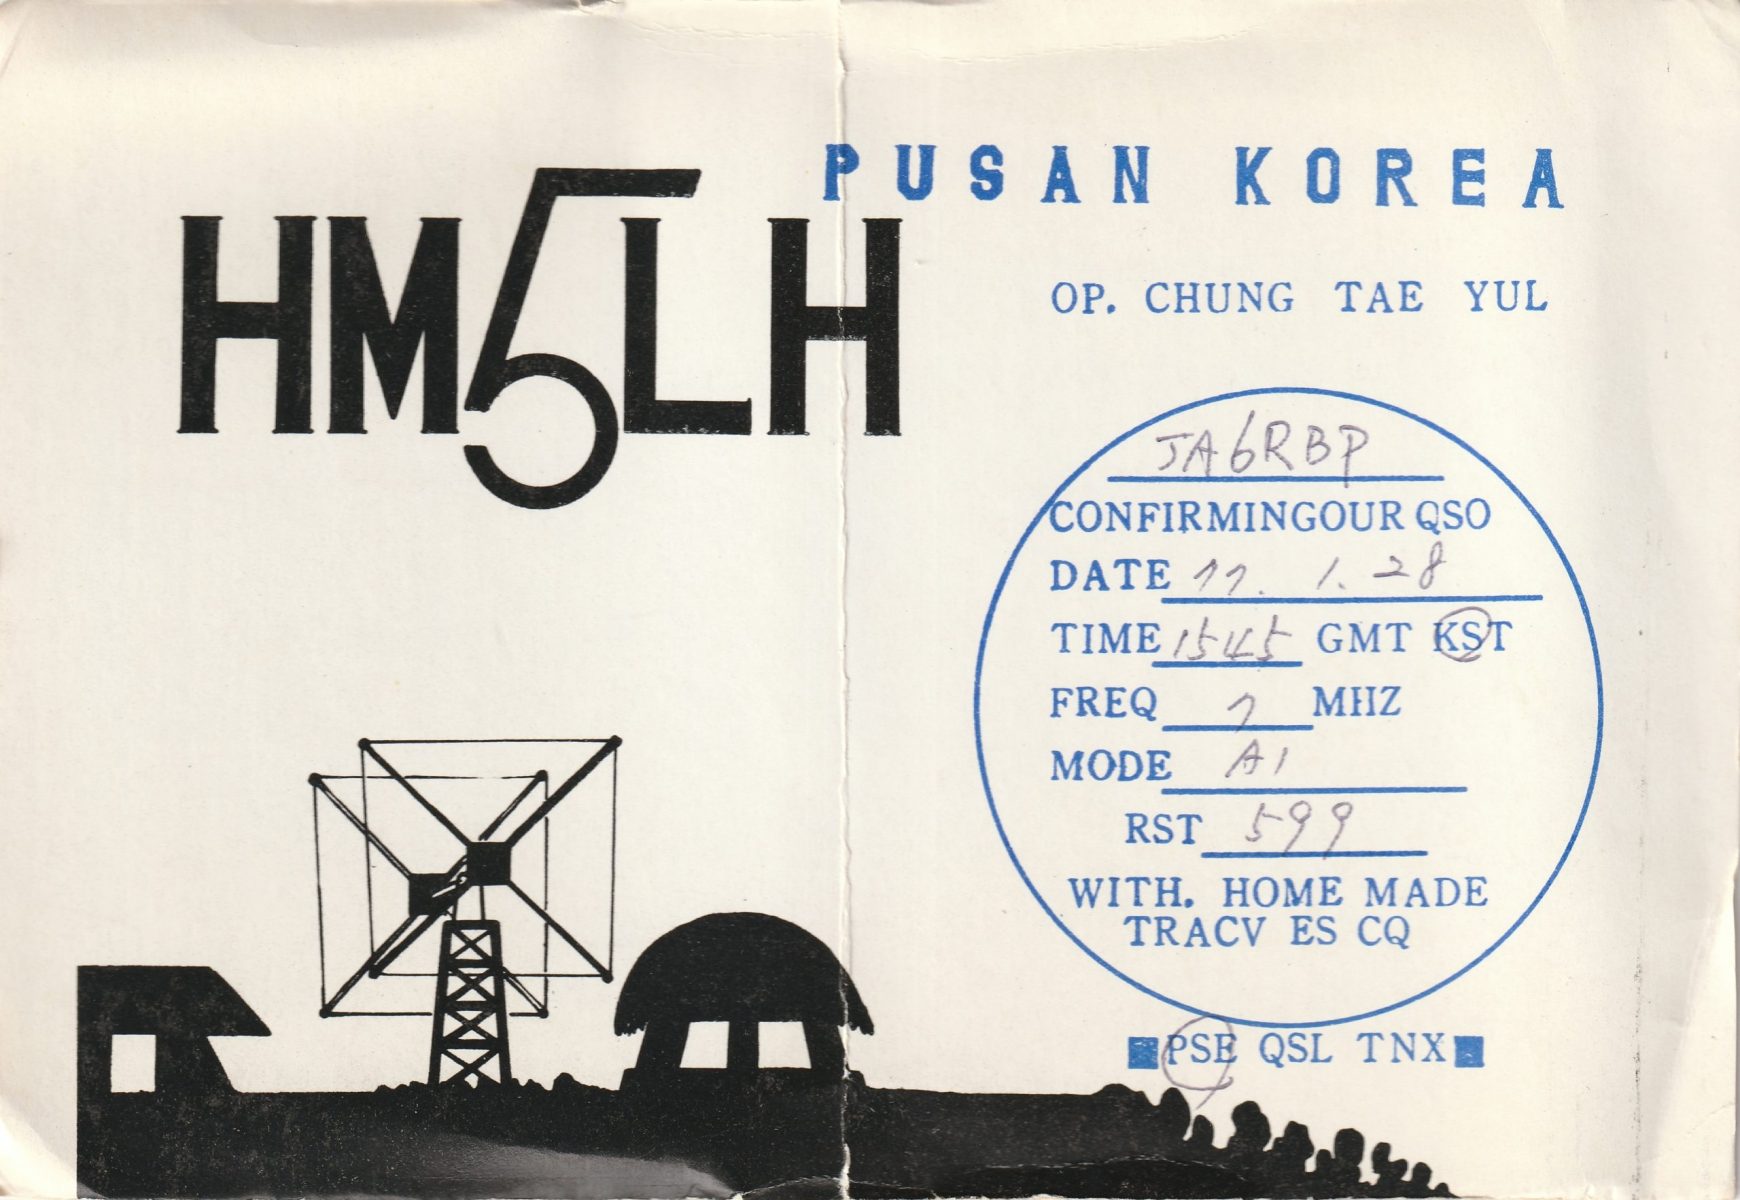 PUSAN KOREA
HM5LH
OP. CHUNG TAE YUL
JA6RBP
CONFIRMINGOUR QSO
DATE 77. 1. 28
TIME 1545 GMT KST
FREQ 7 MHZ
MODE A1
RST 599
WITH. HOME MADE
TRACV ES CQ
PSE QSL TNX